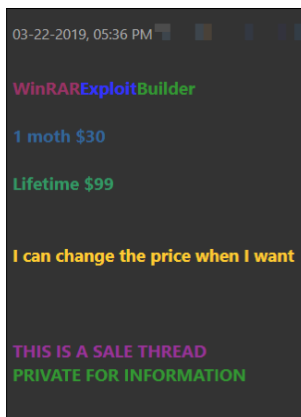 03-22-2019, 05:36 PM
WinRARExploitBuilder
1 moth $30
Lifetime $99
I can change the price when I want
THIS IS A SALE THREAD
PRIVATE FOR INFORMATION